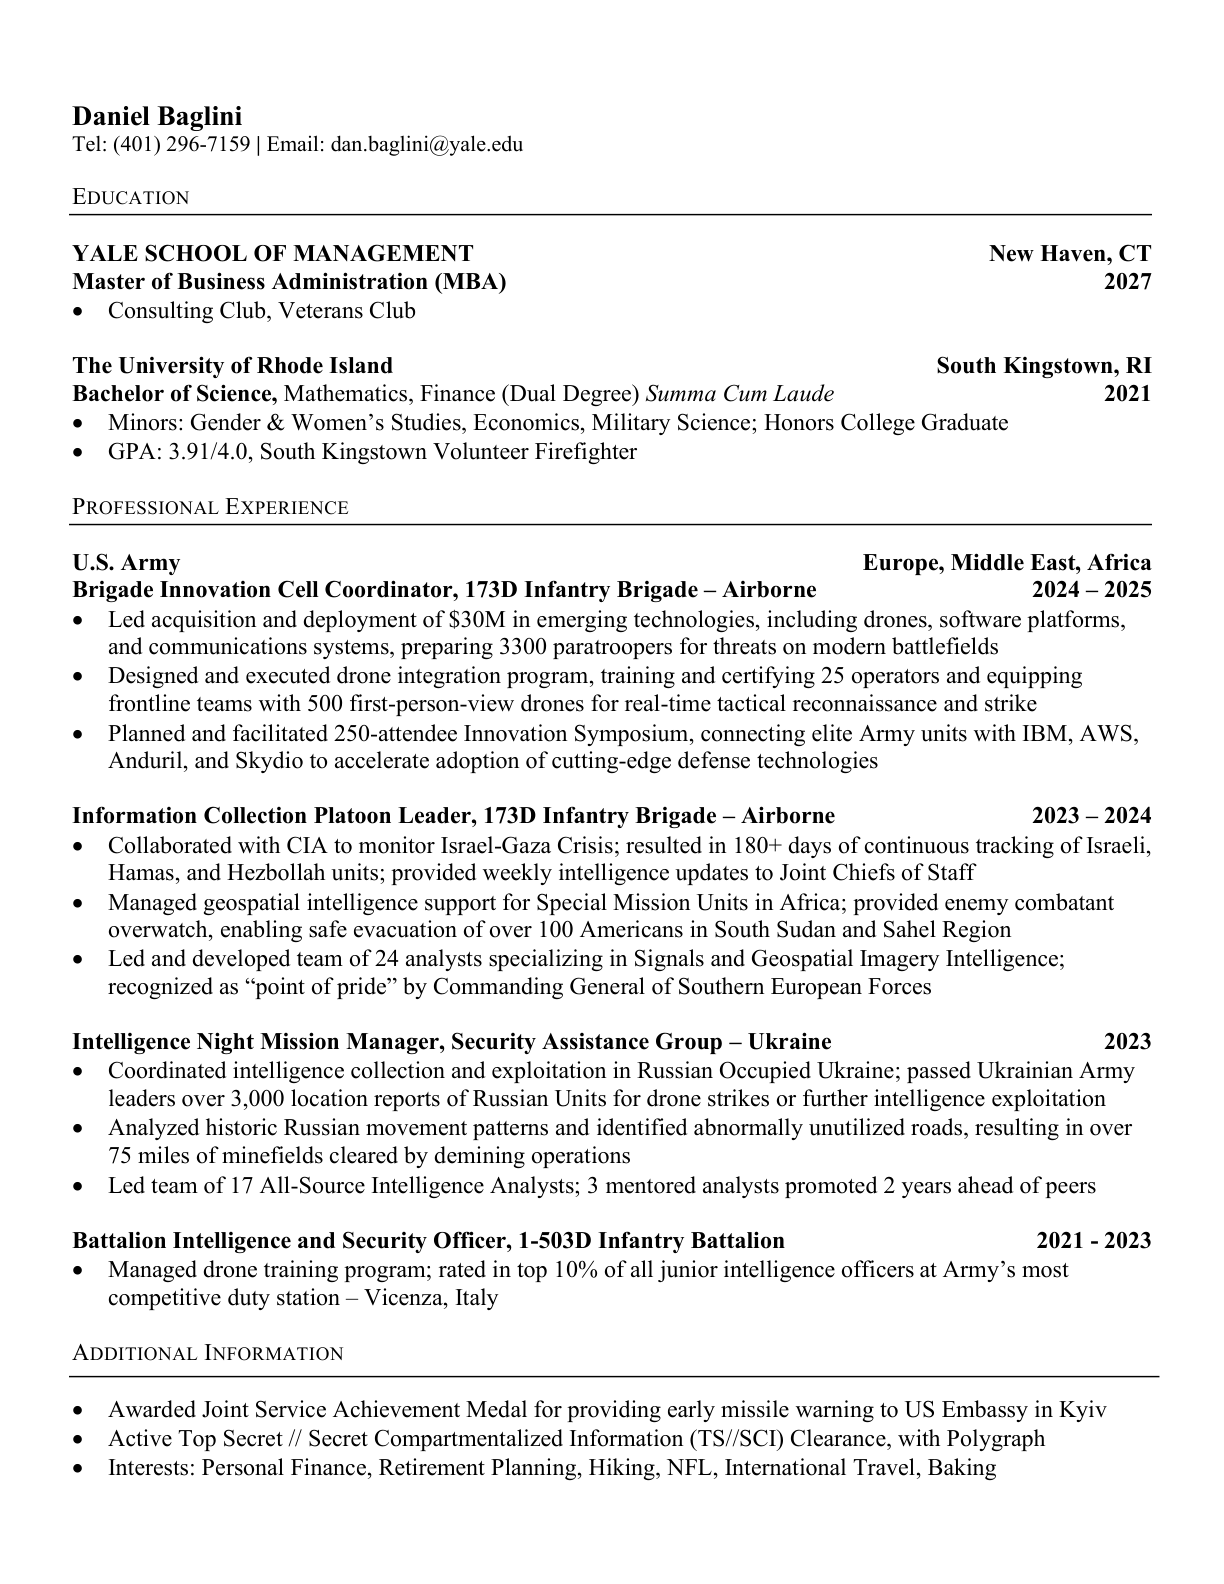 Daniel Baglini
Tel: (401) 296-7159 | Email: dan.baglini@yale.edu
EDUCATION
YALE SCHOOL OF MANAGEMENT New Haven, CT
Master of Business Administration (MBA) 2027
• Consulting Club, Veterans Club
The University of Rhode Island South Kingstown, RI
Bachelor of Science, Mathematics, Finance (Dual Degree) Summa Cum Laude 2021
• Minors: Gender & Women’s Studies, Economics, Military Science; Honors College Graduate
• GPA: 3.91/4.0, South Kingstown Volunteer Firefighter
PROFESSIONAL EXPERIENCE
U.S. Army Europe, Middle East, Africa
Brigade Innovation Cell Coordinator, 173D Infantry Brigade – Airborne 2024 – 2025
• Led acquisition and deployment of $30M in emerging technologies, including drones, software platforms,
and communications systems, preparing 3300 paratroopers for threats on modern battlefields
• Designed and executed drone integration program, training and certifying 25 operators and equipping
frontline teams with 500 first-person-view drones for real-time tactical reconnaissance and strike
• Planned and facilitated 250-attendee Innovation Symposium, connecting elite Army units with IBM, AWS,
Anduril, and Skydio to accelerate adoption of cutting-edge defense technologies
Information Collection Platoon Leader, 173D Infantry Brigade – Airborne 2023 – 2024
• Collaborated with CIA to monitor Israel-Gaza Crisis; resulted in 180+ days of continuous tracking of Israeli,
Hamas, and Hezbollah units; provided weekly intelligence updates to Joint Chiefs of Staff
• Managed geospatial intelligence support for Special Mission Units in Africa; provided enemy combatant
overwatch, enabling safe evacuation of over 100 Americans in South Sudan and Sahel Region
• Led and developed team of 24 analysts specializing in Signals and Geospatial Imagery Intelligence;
recognized as “point of pride” by Commanding General of Southern European Forces
Intelligence Night Mission Manager, Security Assistance Group – Ukraine 2023
• Coordinated intelligence collection and exploitation in Russian Occupied Ukraine; passed Ukrainian Army
leaders over 3,000 location reports of Russian Units for drone strikes or further intelligence exploitation
• Analyzed historic Russian movement patterns and identified abnormally unutilized roads, resulting in over
75 miles of minefields cleared by demining operations
• Led team of 17 All-Source Intelligence Analysts; 3 mentored analysts promoted 2 years ahead of peers
Battalion Intelligence and Security Officer, 1-503D Infantry Battalion 2021 - 2023
• Managed drone training program; rated in top 10% of all junior intelligence officers at Army’s most
competitive duty station – Vicenza, Italy
ADDITIONAL INFORMATION
• Awarded Joint Service Achievement Medal for providing early missile warning to US Embassy in Kyiv
• Active Top Secret // Secret Compartmentalized Information (TS//SCI) Clearance, with Polygraph
• Interests: Personal Finance, Retirement Planning, Hiking, NFL, International Travel, Baking